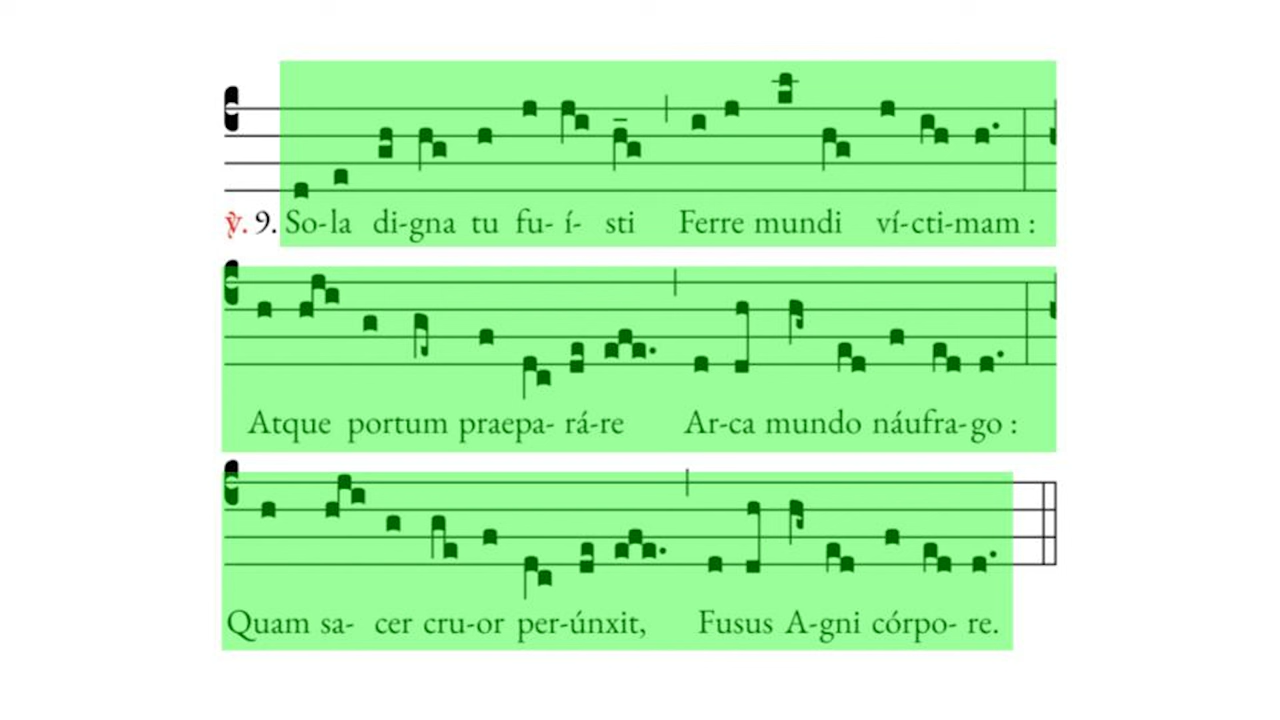 ℣. 9. So-la di-gna tu fu- í- sti Ferre mundi ví-cti-mam :
Atque portum praepa- rá-re Ar-ca mundo náufra-go :
Quam sa- cer cru-or per-únxit, Fusus A-gni córpo- re.